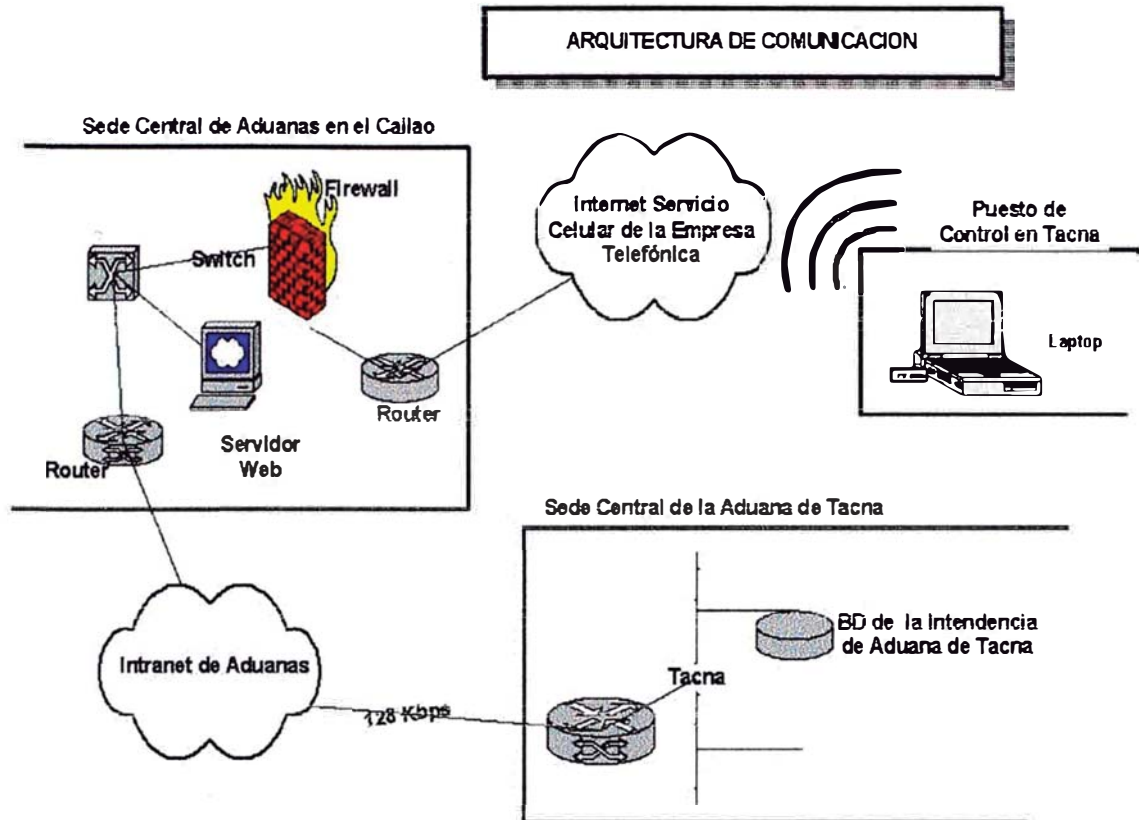 ARQUITECTURA DE COMUNICACION
Sede Central de Aduanas en el Callao
Firewall
Switch
Servidor
Web
Router
Router
Internet Servicio
Celular de la Empresa
Telefónica
Puesto de
Control en Tacna
Laptop
Sede Central de la Aduana de Tacna
Intranet de Aduanas
128 Kbps
Tacna
BD de la Intendencia
de Aduana de Tacna